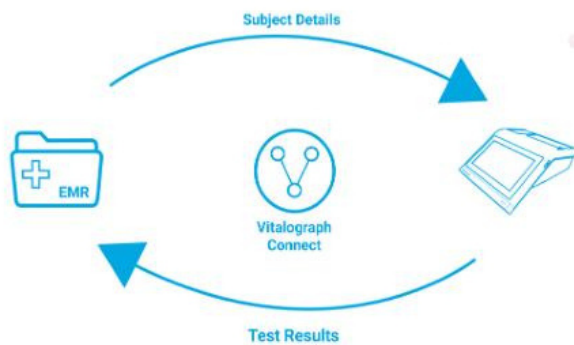 Subject Details
EMR
Vitalograph
Connect
Test Results